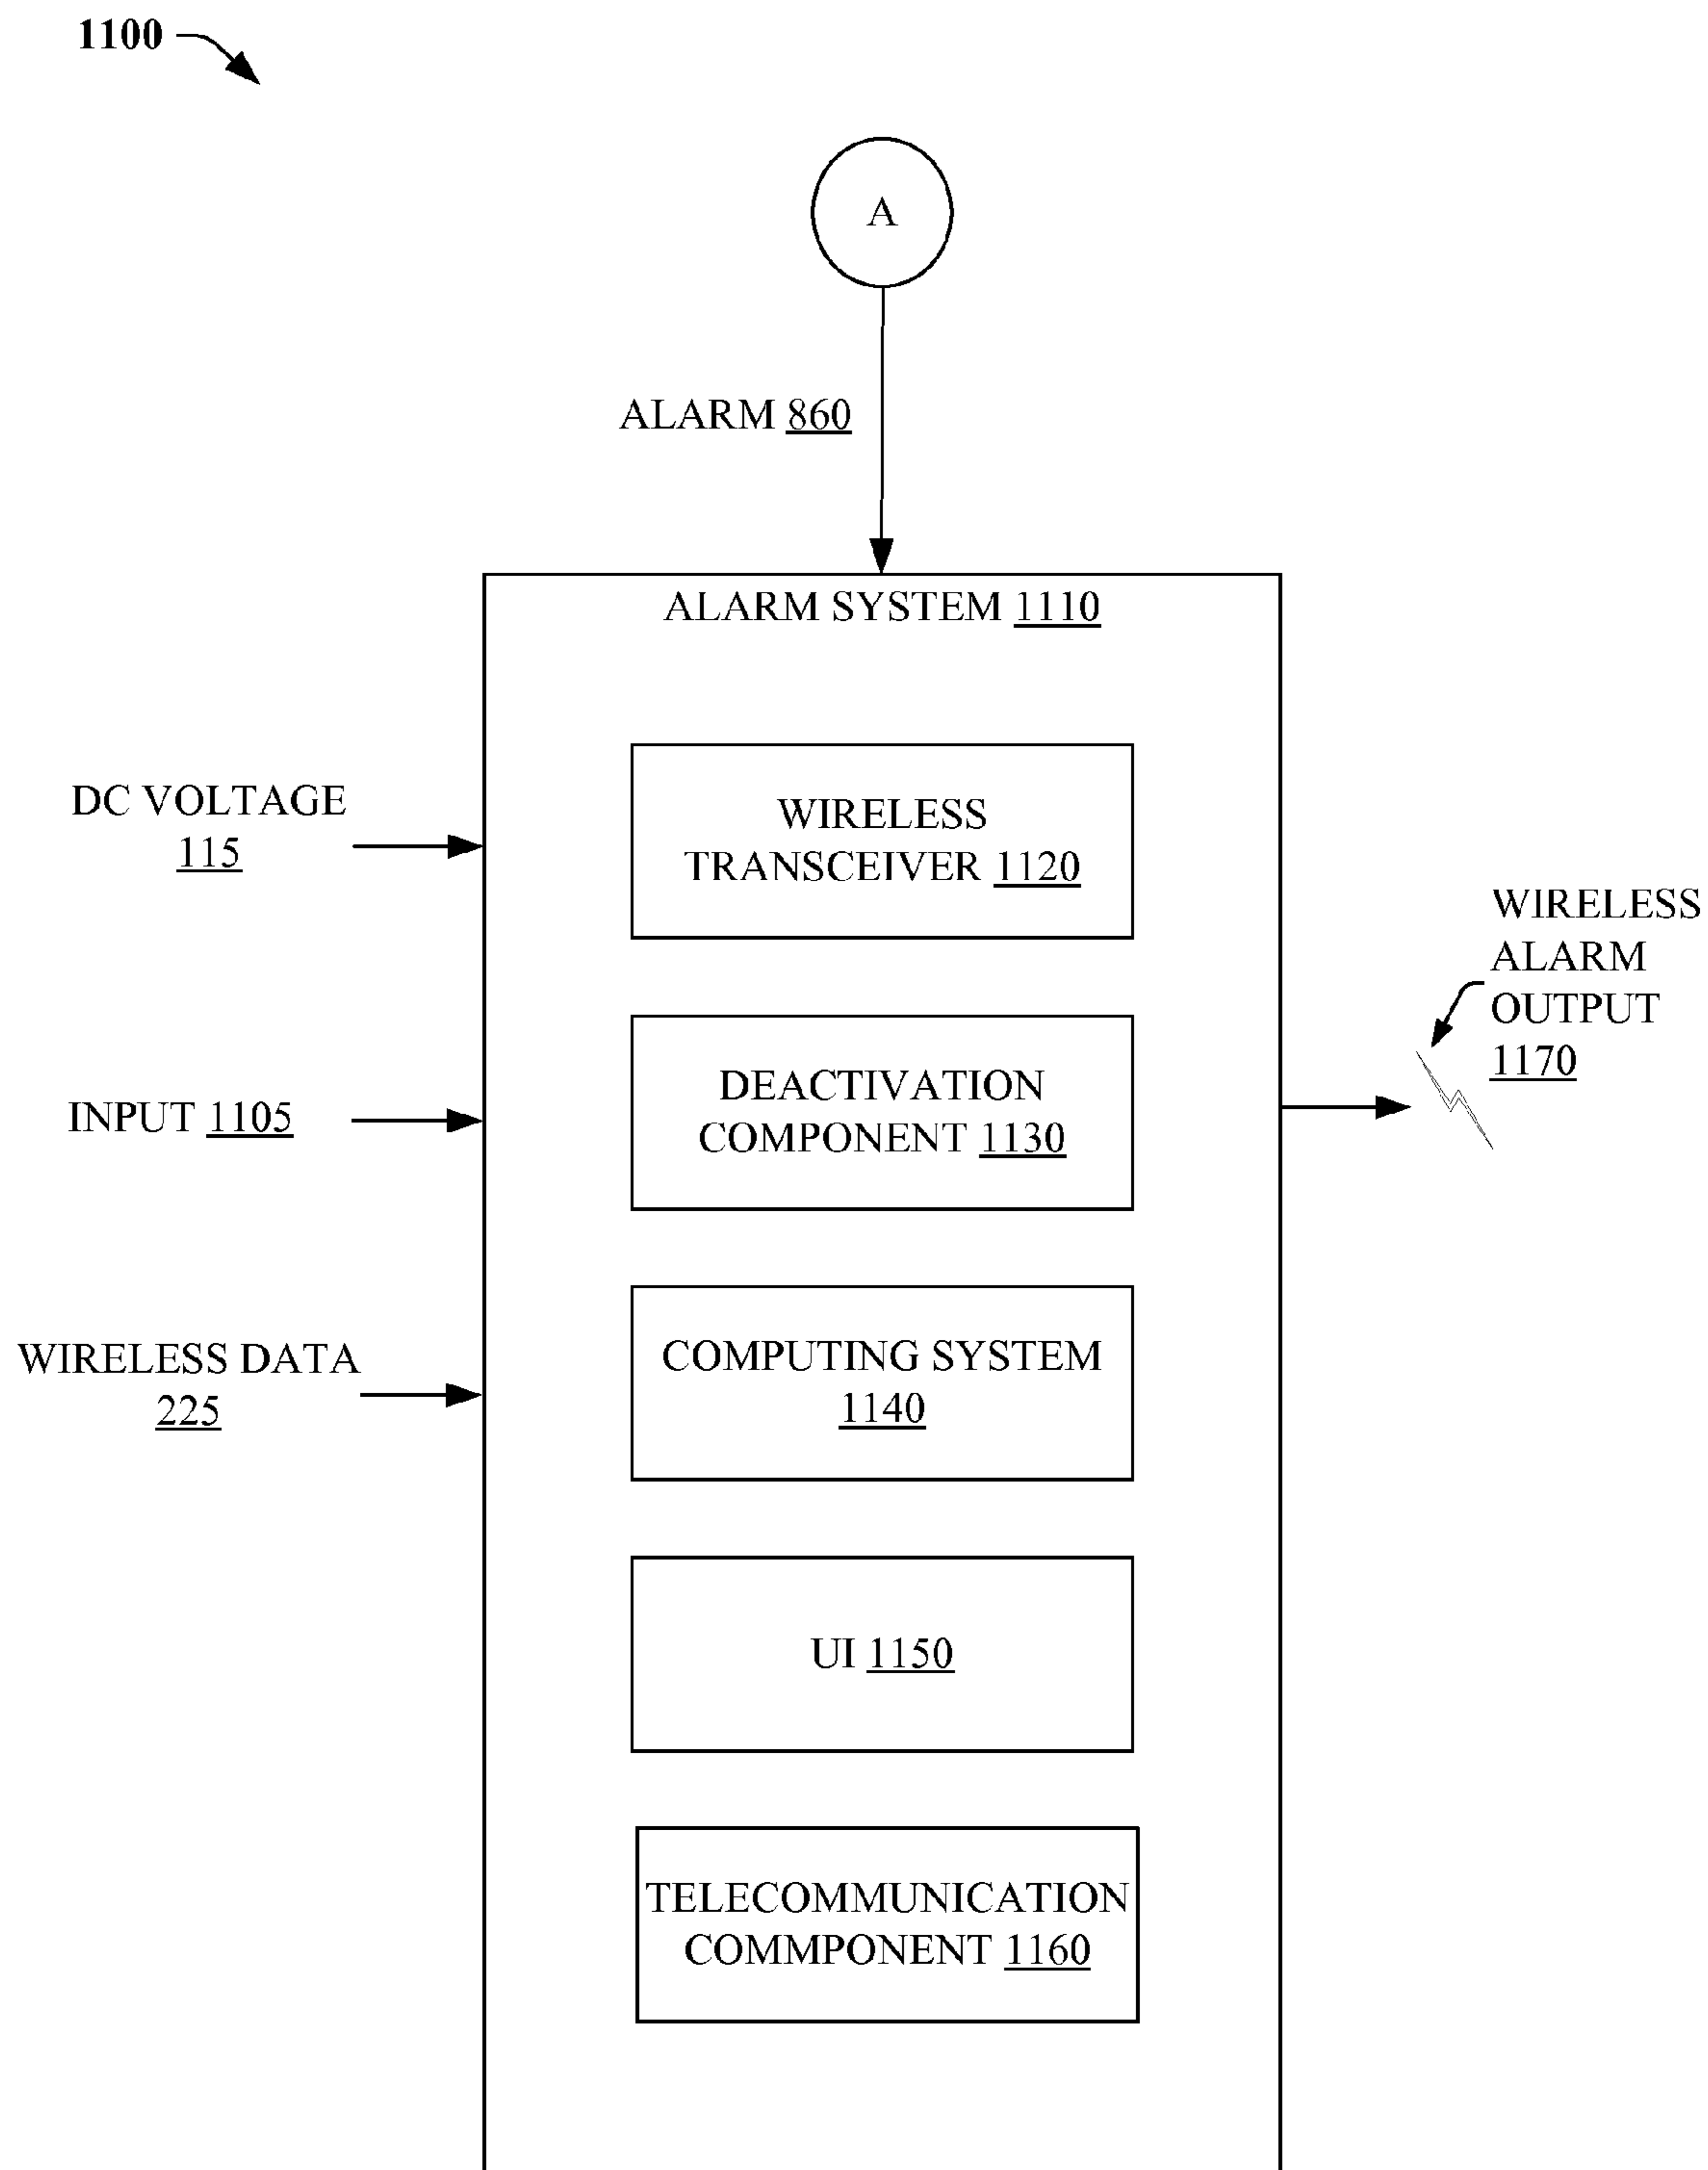 1100
A
ALARM 860
ALARM SYSTEM 1110
DC VOLTAGE
115
WIRELESS
TRANSCEIVER 1120
WIRELESS
ALARM
OUTPUT
1170
INPUT 1105
DEACTIVATION
COMPONENT 1130
WIRELESS DATA
225
COMPUTING SYSTEM
1140
UI 1150
TELECOMMUNICATION
COMMPONENT 1160